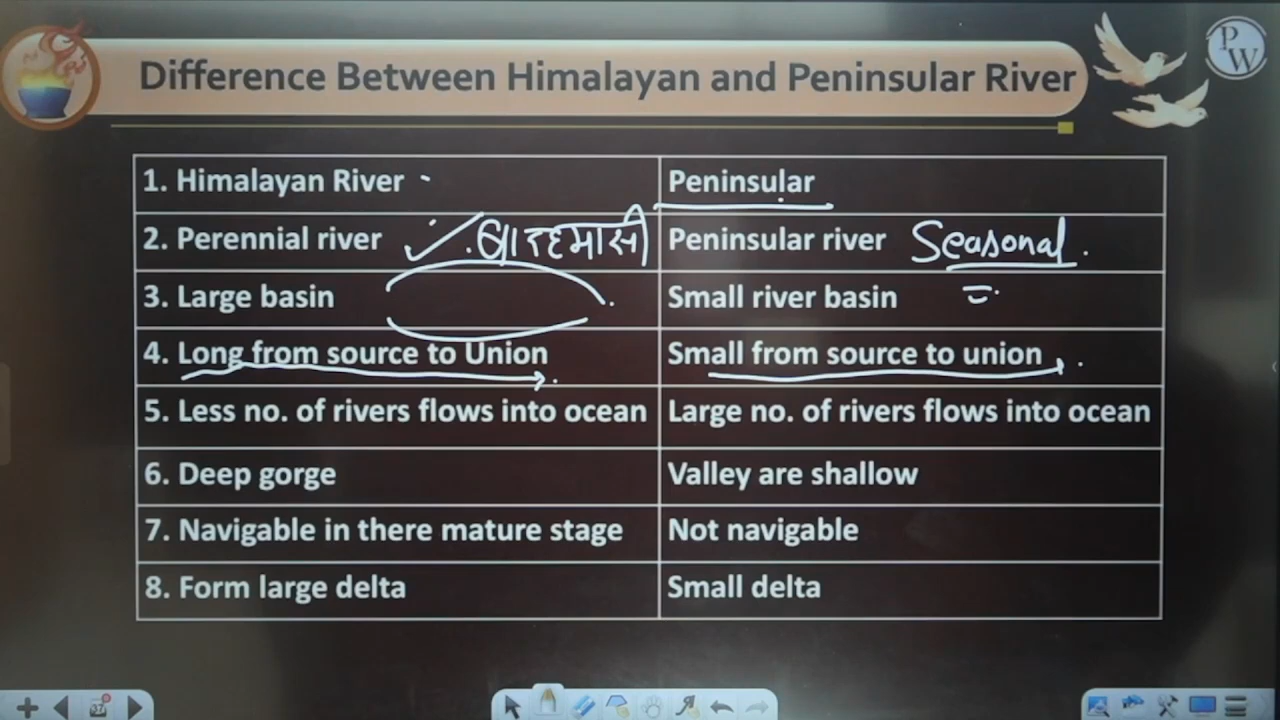 Difference Between Himalayan and Peninsular River
PW
1. Himalayan River
Peninsular
2. Perennial river बारहमासी
Peninsular river Seasonal.
3. Large basin
Small river basin
4. Long from source to Union
Small from source to union
5. Less no. of rivers flows into ocean
Large no. of rivers flows into ocean
6. Deep gorge
Valley are shallow
7. Navigable in there mature stage
Not navigable
8. Form large delta
Small delta
37